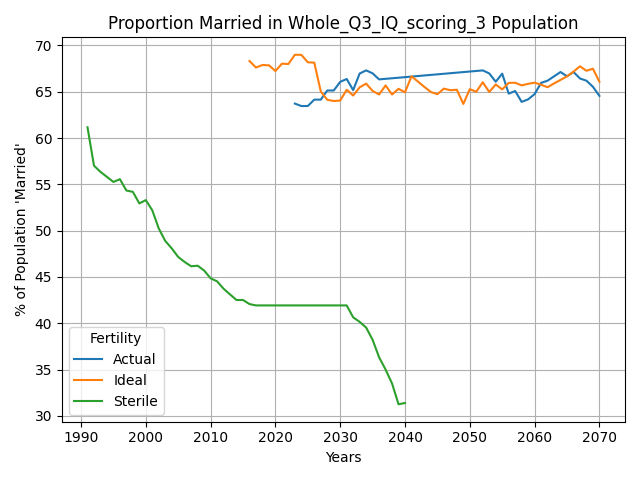 Proportion Married in Whole_Q3_IQ_scoring_3 Population
% of Population 'Married'
70
65
60
55
50
45
40
35
30
Fertility
Actual
Ideal
Sterile
1990 2000 2010 2020 2030 2040 2050 2060 2070
Years